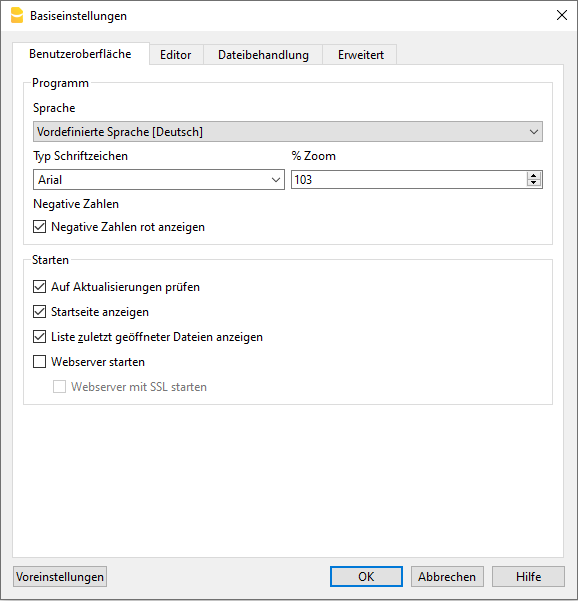 Basiseinstellungen
Benutzeroberfläche Editor Dateibehandlung Erweitert
Programm
Sprache
Vordefinierte Sprache [Deutsch]
Typ Schriftzeichen % Zoom
Arial 103
Negative Zahlen
Negative Zahlen rot anzeigen
Starten
Auf Aktualisierungen prüfen
Startseite anzeigen
Liste zuletzt geöffneter Dateien anzeigen
Webserver starten
Webserver mit SSL starten
Voreinstellungen OK Abbrechen Hilfe